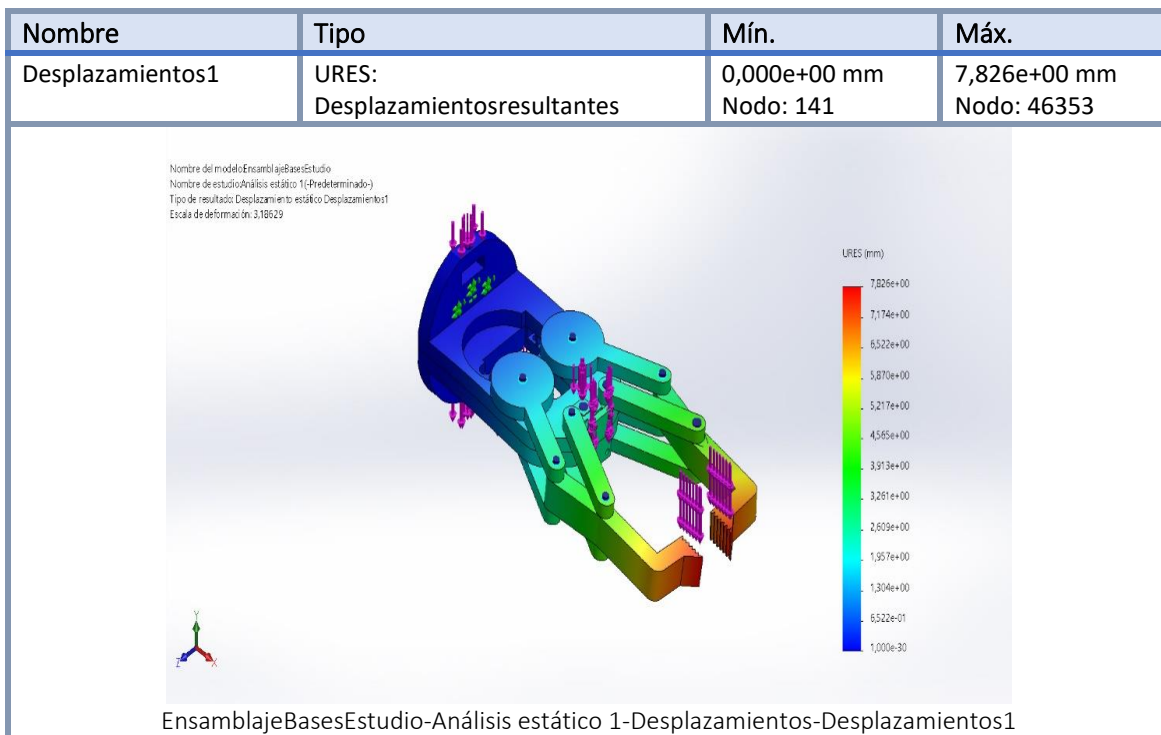 Nombre Tipo Mín. Máx.
Desplazamientos1 URES: 0,000e+00 mm 7,826e+00 mm
Desplazamientosresultantes Nodo: 141 Nodo: 46353
Nombre del modelo:EnsamblajeBasesEstudio
Nombre de estudio:Análisis estático 1(-Predeterminado-)
Tipo de resultado: Desplazamiento estático Desplazamientos1
Escala de deformación: 3,18629
URES (mm)
7,826e+00
7,174e+00
6,522e+00
5,870e+00
5,217e+00
4,565e+00
3,913e+00
3,261e+00
2,609e+00
1,957e+00
1,304e+00
6,522e-01
1,000e-30
Y
Z X
EnsamblajeBasesEstudio-Análisis estático 1-Desplazamientos-Desplazamientos1